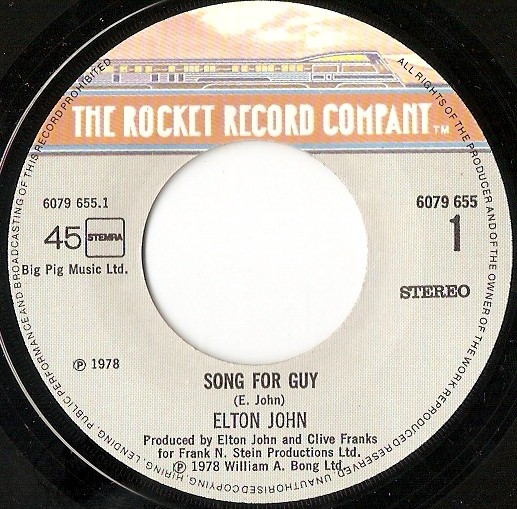 THE ROCKET RECORD COMPANY TM
6079 655.1
6079 655
45 STEMRA
1
Big Pig Music Ltd.
STEREO
℗ 1978
SONG FOR GUY
(E. John)
ELTON JOHN
Produced by Elton John and Clive Franks
for Frank N. Stein Productions Ltd.
℗ 1978 William A. Bong Ltd.
ALL RIGHTS OF THE PRODUCER AND OF THE OWNER OF THE WORK REPRODUCED RESERVED. UNAUTHORISED COPYING, HIRING, LENDING, PUBLIC PERFORMANCE AND BROADCASTING OF THIS RECORD PROHIBITED